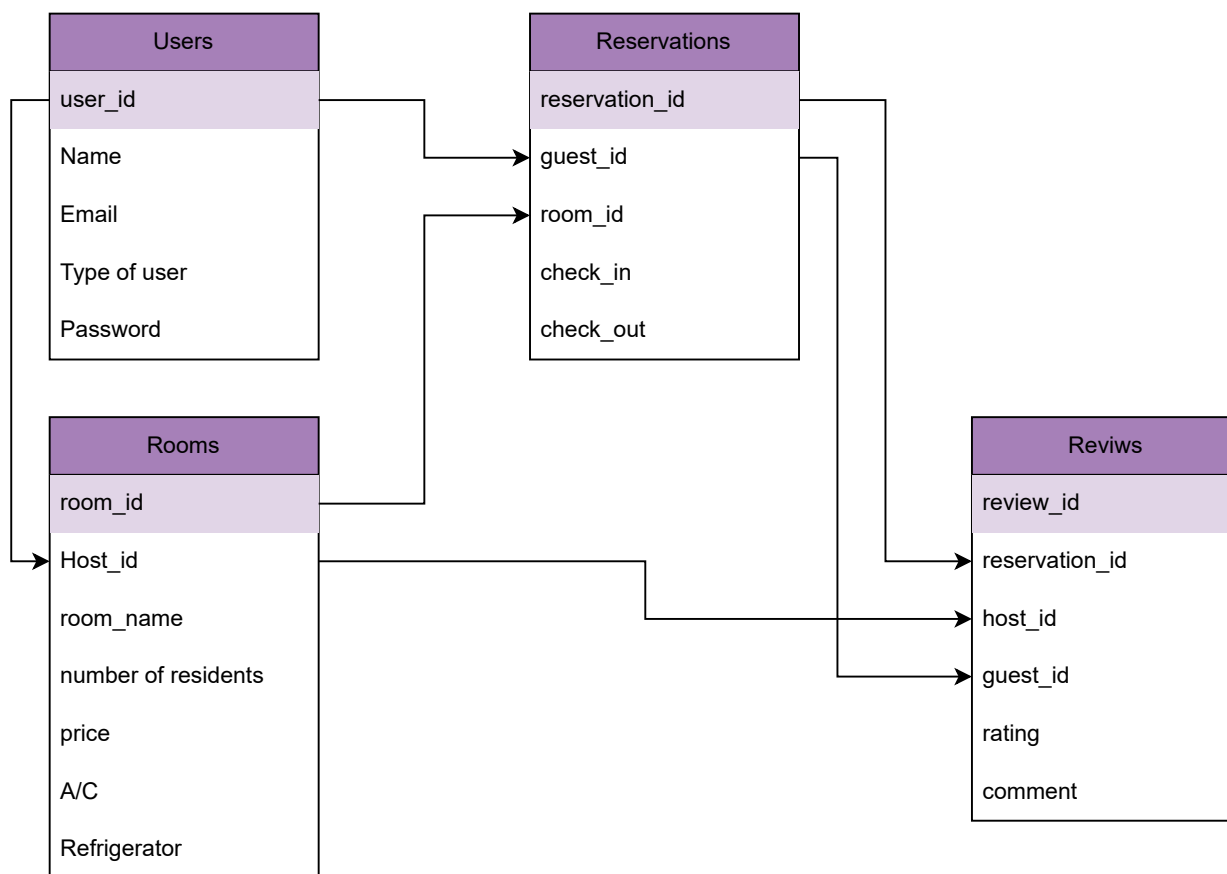 Users
user_id
Name
Email
Type of user
Password
Reservations
reservation_id
guest_id
room_id
check_in
check_out
Rooms
room_id
Host_id
room_name
number of residents
price
A/C
Refrigerator
Reviws
review_id
reservation_id
host_id
guest_id
rating
comment